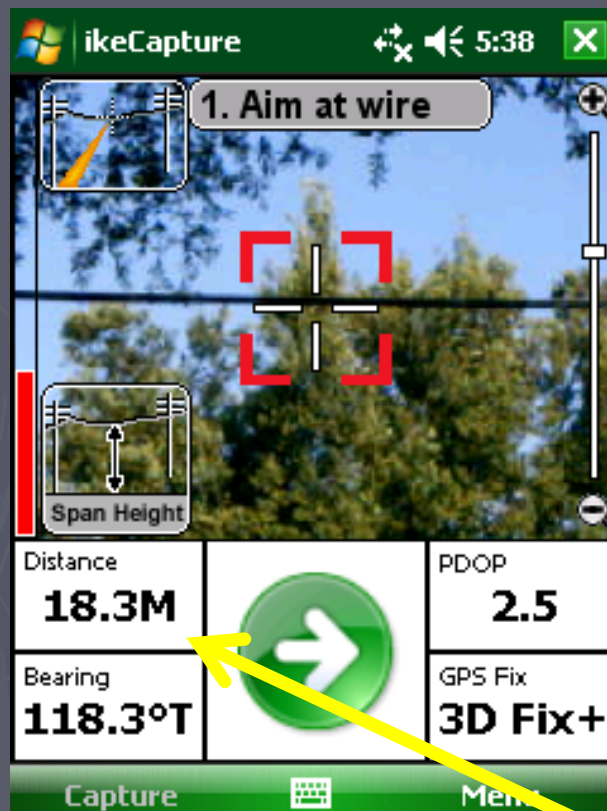 ikeCapture 5:38
1. Aim at wire
Span Height
Distance
18.3M
PDOP
2.5
Bearing
118.3°T
GPS Fix
3D Fix+
Capture Menu